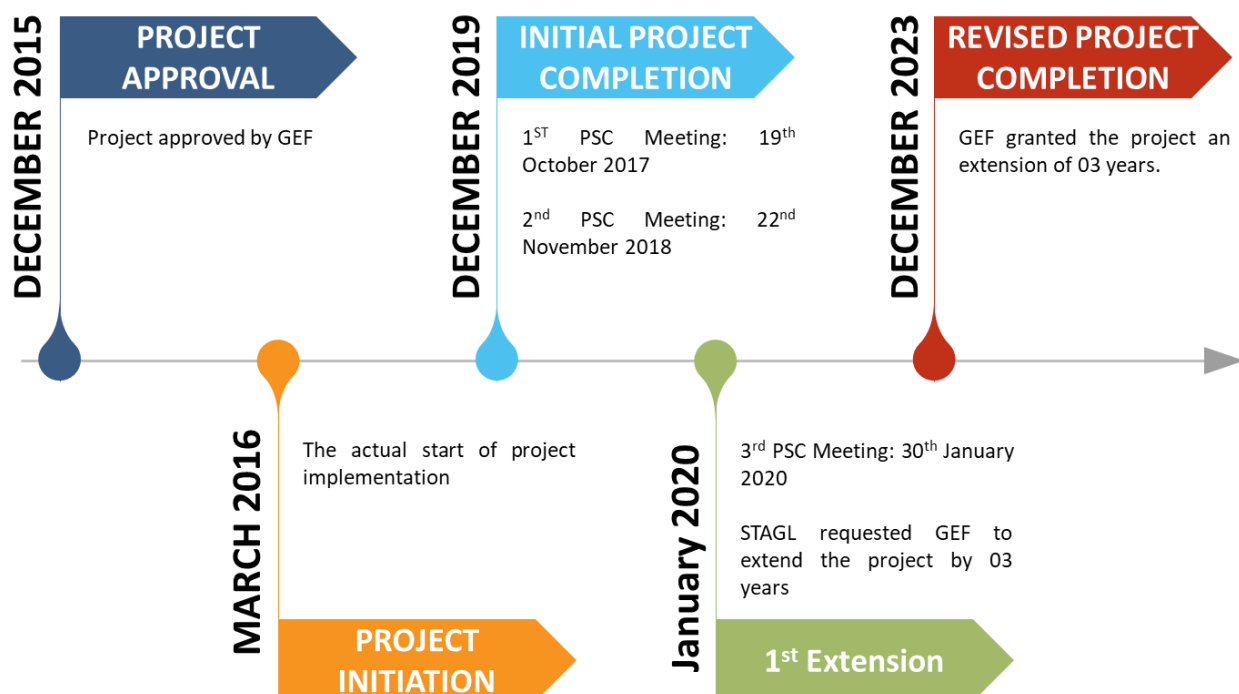 DECEMBER 2015
PROJECT
APPROVAL
Project approved by GEF
MARCH 2016
The actual start of project
implementation
PROJECT
INITIATION
DECEMBER 2019
INITIAL PROJECT
COMPLETION
1ST PSC Meeting: 19th
October 2017
2nd PSC Meeting: 22nd
November 2018
January 2020
3rd PSC Meeting: 30th January
2020
STAGL requested GEF to
extend the project by 03
years
1st Extension
DECEMBER 2023
REVISED PROJECT
COMPLETION
GEF granted the project an
extension of 03 years.